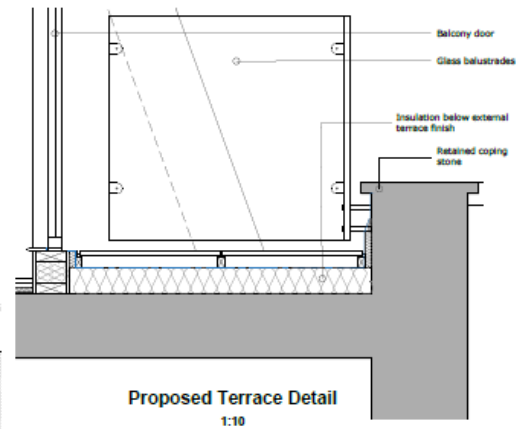 Balcony door
Glass balustrades
Insulation below external
terrace finish
Retained coping
stone
Proposed Terrace Detail
1:10